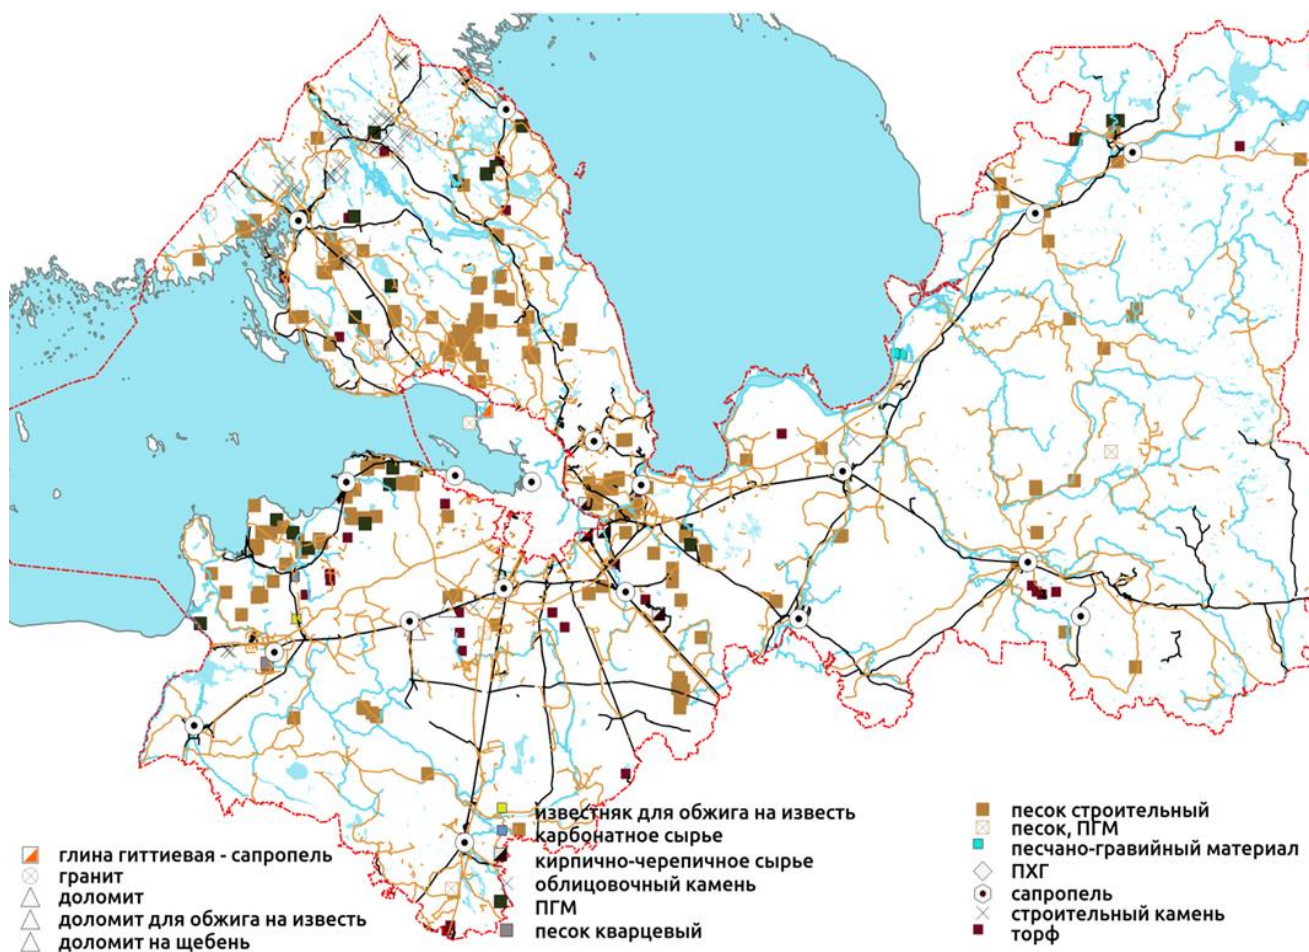 глина гиттиевая - сапропель
гранит
доломит
доломит для обжига на известь
доломит на щебень
известняк для обжига на известь
карбонатное сырье
кирпично-черепичное сырье
облицовочный камень
ПГМ
песок кварцевый
песок строительный
песок, ПГМ
песчано-гравийный материал
ПХГ
сапропель
строительный камень
торф